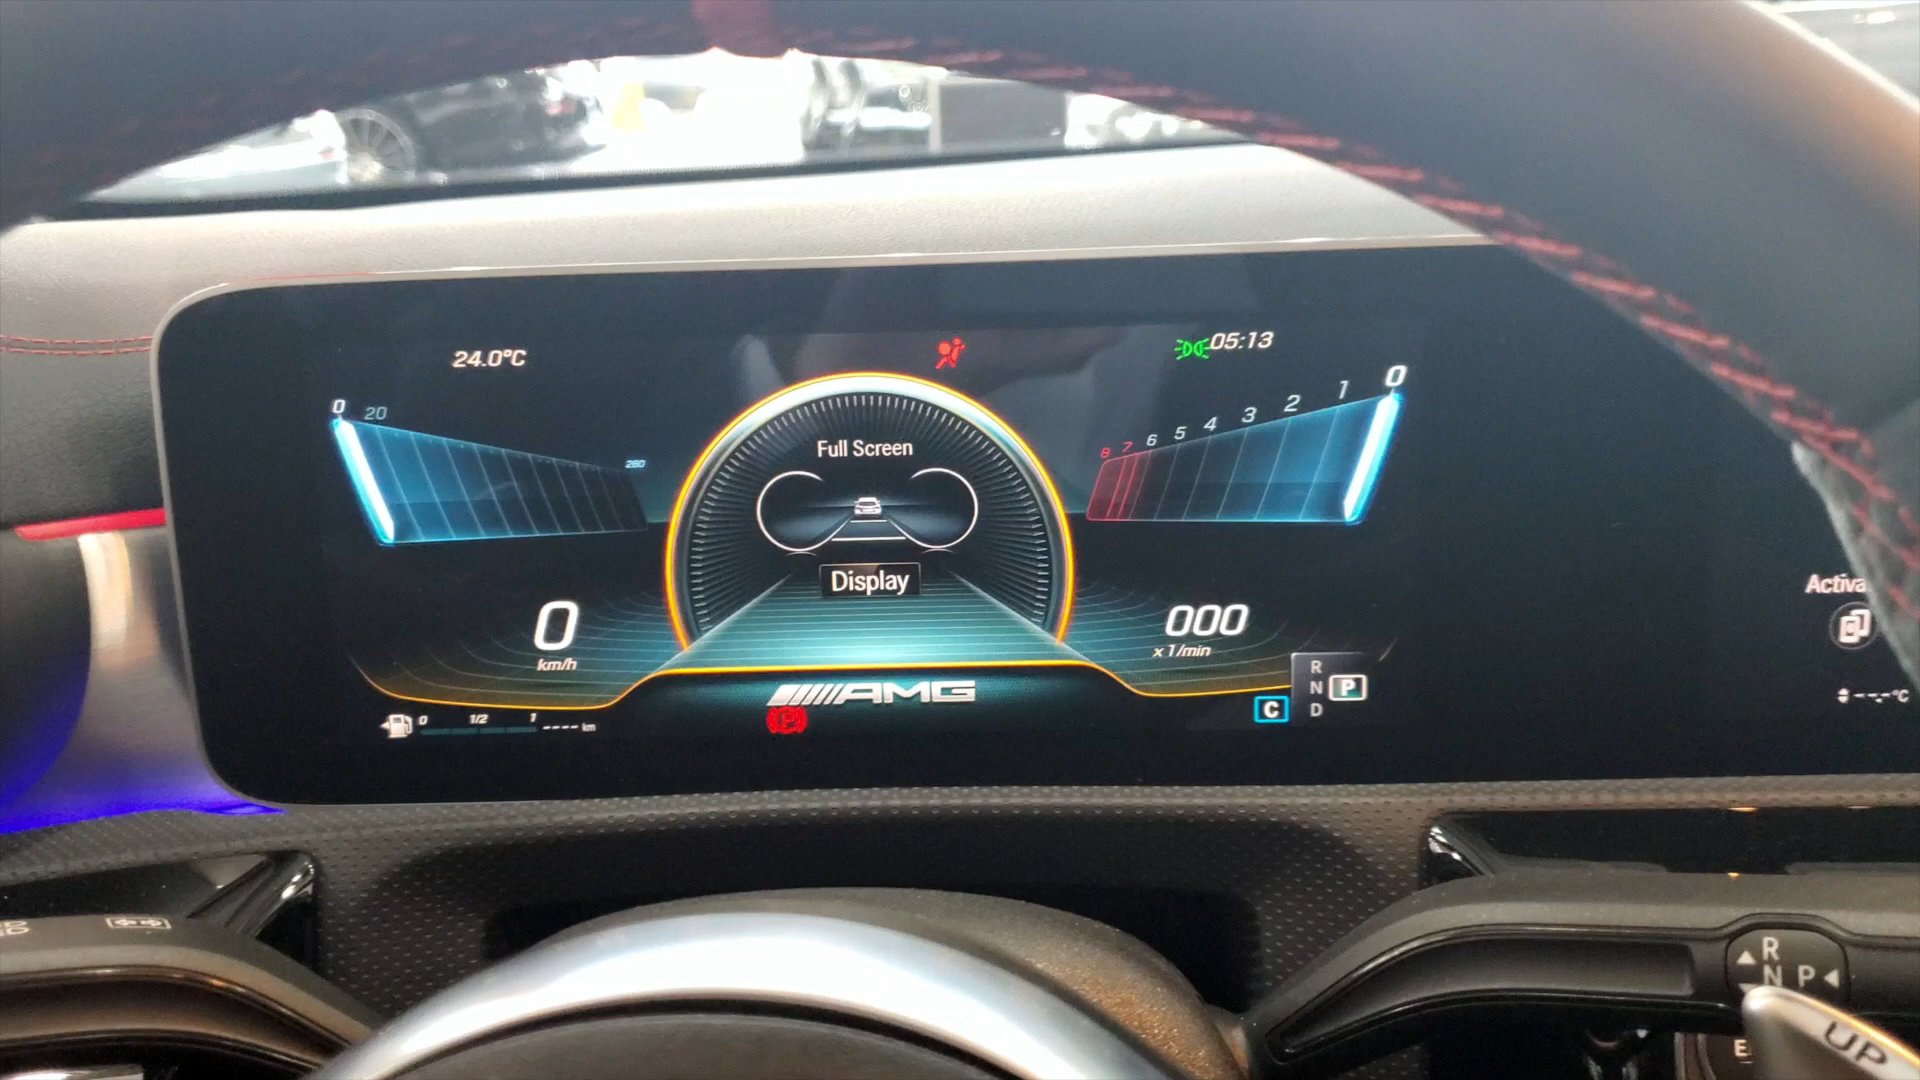 24.0°C
05:13
0 20
280
Full Screen
8 7 6 5 4 3 2 1 0
Display
0
km/h
000
x 1/min
AMG
0 1/2 1 ---- km
P
C
R
N P
D
Activa
--.-°C
R
N P
UP